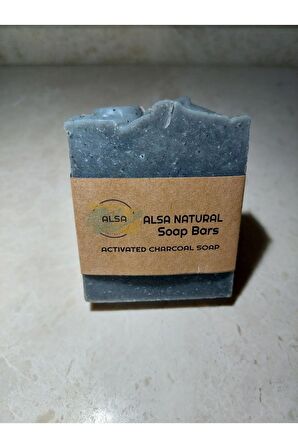 ALSA
ALSA NATURAL
Soap Bars
ACTIVATED CHARCOAL SOAP